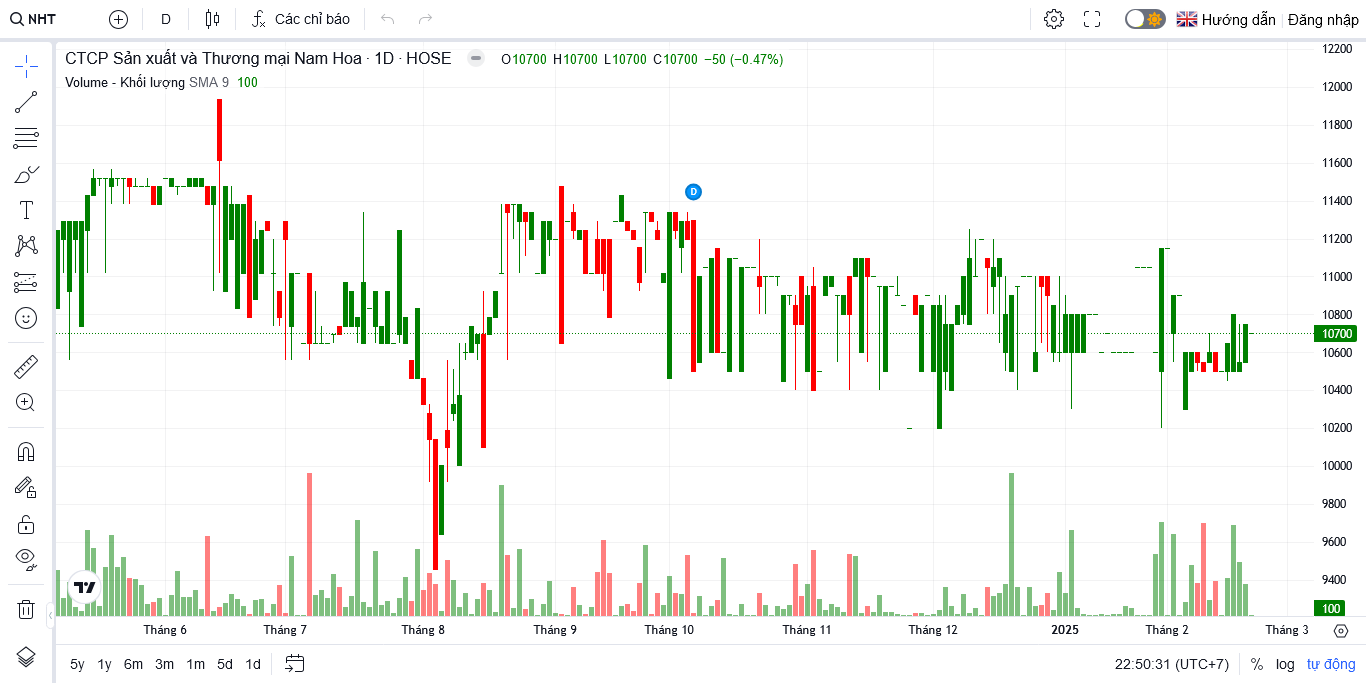 NHT D Các chỉ báo Hướng dẫn Đăng nhập
CTCP Sản xuất và Thương mại Nam Hoa · 1D · HOSE O10700 H10700 L10700 C10700 −50 (−0.47%)
Volume - Khối lượng SMA 9 100
D
12200
12000
11800
11600
11400
11200
11000
10800
10700
10600
10400
10200
10000
9800
9600
9400
100
Tháng 6 Tháng 7 Tháng 8 Tháng 9 Tháng 10 Tháng 11 Tháng 12 2025 Tháng 2 Tháng 3
5y 1y 6m 3m 1m 5d 1d 22:50:31 (UTC+7) % log tự động